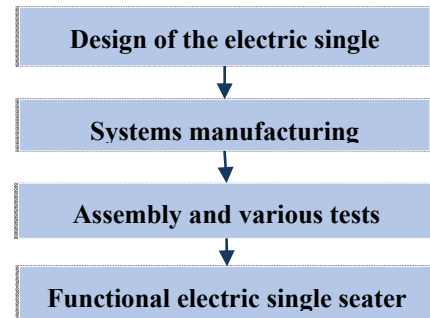 Design of the electric single
Systems manufacturing
Assembly and various tests
Functional electric single seater